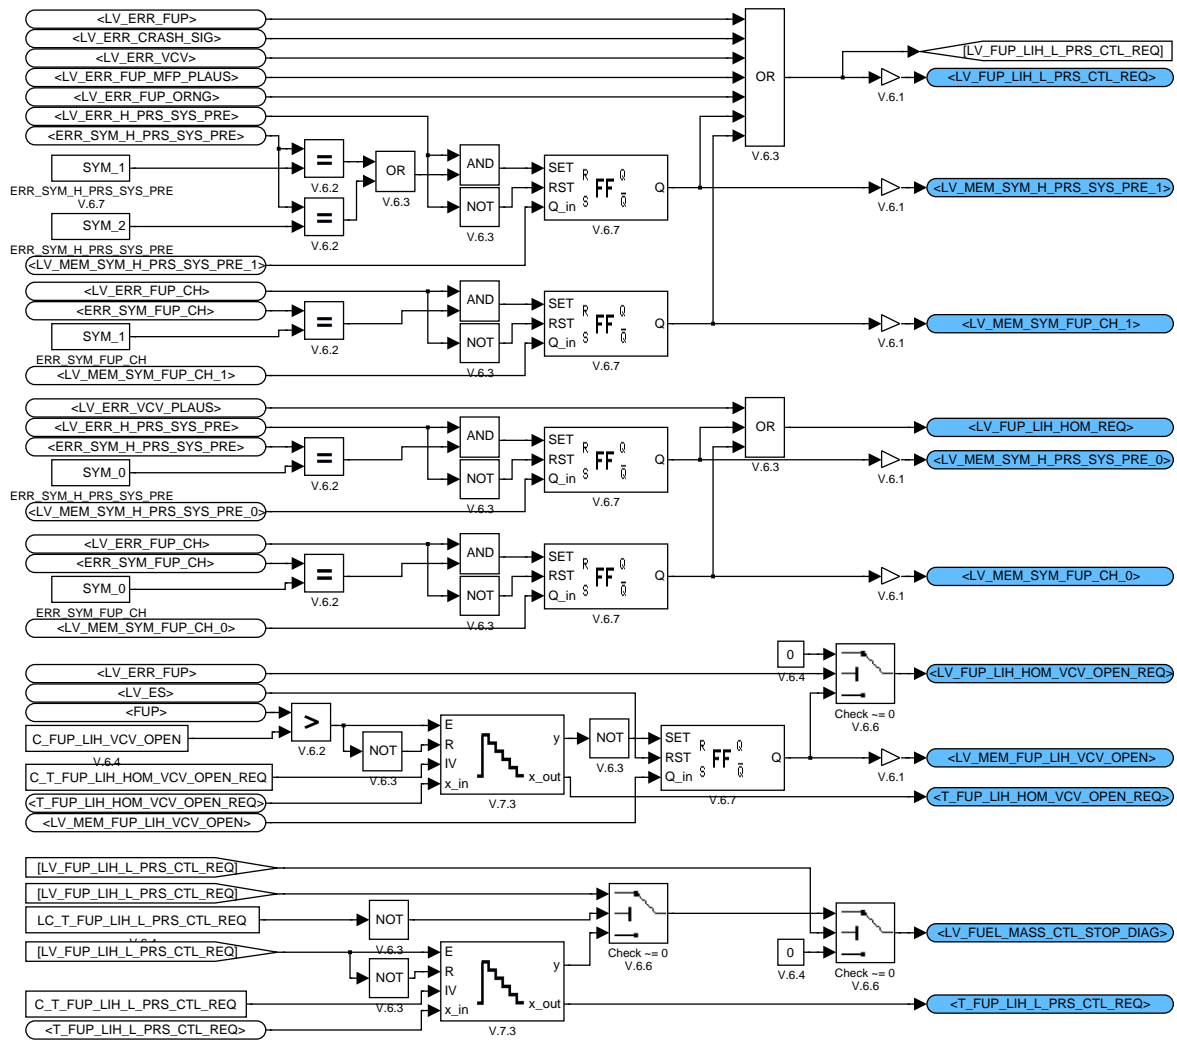 <LV_ERR_FUP>
<LV_ERR_CRASH_SIG>
<LV_ERR_VCV>
<LV_ERR_FUP_MFP_PLAUS>
<LV_ERR_FUP_ORNG>
<LV_ERR_H_PRS_SYS_PRE>
<ERR_SYM_H_PRS_SYS_PRE>
OR
V.6.3
[LV_FUP_LIH_L_PRS_CTL_REQ]
V.6.1
<LV_FUP_LIH_L_PRS_CTL_REQ>
SYM_1
ERR_SYM_H_PRS_SYS_PRE
V.6.7
=
V.6.2
OR
V.6.3
AND
NOT
V.6.3
SET
RST
Q_in
R Q
FF
S Q
Q
V.6.7
V.6.1
<LV_MEM_SYM_H_PRS_SYS_PRE_1>
SYM_2
=
V.6.2
ERR_SYM_H_PRS_SYS_PRE
<LV_MEM_SYM_H_PRS_SYS_PRE_1>
<LV_ERR_FUP_CH>
<ERR_SYM_FUP_CH>
SYM_1
ERR_SYM_FUP_CH
<LV_MEM_SYM_FUP_CH_1>
=
V.6.2
AND
NOT
V.6.3
SET
RST
Q_in
R Q
FF
S Q
Q
V.6.7
V.6.1
<LV_MEM_SYM_FUP_CH_1>
<LV_ERR_VCV_PLAUS>
<LV_ERR_H_PRS_SYS_PRE>
<ERR_SYM_H_PRS_SYS_PRE>
SYM_0
ERR_SYM_H_PRS_SYS_PRE
<LV_MEM_SYM_H_PRS_SYS_PRE_0>
=
V.6.2
AND
NOT
V.6.3
SET
RST
Q_in
R Q
FF
S Q
Q
V.6.7
OR
V.6.3
<LV_FUP_LIH_HOM_REQ>
V.6.1
<LV_MEM_SYM_H_PRS_SYS_PRE_0>
<LV_ERR_FUP_CH>
<ERR_SYM_FUP_CH>
SYM_0
ERR_SYM_FUP_CH
<LV_MEM_SYM_FUP_CH_0>
=
V.6.2
AND
NOT
V.6.3
SET
RST
Q_in
R Q
FF
S Q
Q
V.6.7
V.6.1
<LV_MEM_SYM_FUP_CH_0>
<LV_ERR_FUP>
<LV_ES>
<FUP>
C_FUP_LIH_VCV_OPEN
V.6.4
C_T_FUP_LIH_HOM_VCV_OPEN_REQ
<T_FUP_LIH_HOM_VCV_OPEN_REQ>
<LV_MEM_FUP_LIH_VCV_OPEN>
>
V.6.2
NOT
V.6.3
E
R
IV
x_in
y
x_out
V.7.3
NOT
V.6.3
SET
RST
Q_in
R Q
FF
S Q
Q
V.6.7
0
V.6.4
Check ~= 0
V.6.6
<LV_FUP_LIH_HOM_VCV_OPEN_REQ>
V.6.1
<LV_MEM_FUP_LIH_VCV_OPEN>
<T_FUP_LIH_HOM_VCV_OPEN_REQ>
[LV_FUP_LIH_L_PRS_CTL_REQ]
[LV_FUP_LIH_L_PRS_CTL_REQ]
LC_T_FUP_LIH_L_PRS_CTL_REQ
[LV_FUP_LIH_L_PRS_CTL_REQ]
C_T_FUP_LIH_L_PRS_CTL_REQ
<T_FUP_LIH_L_PRS_CTL_REQ>
NOT
V.6.3
NOT
V.6.3
E
R
IV
x_in
y
x_out
V.7.3
Check ~= 0
V.6.6
0
V.6.4
Check ~= 0
V.6.6
<LV_FUEL_MASS_CTL_STOP_DIAG>
<T_FUP_LIH_L_PRS_CTL_REQ>